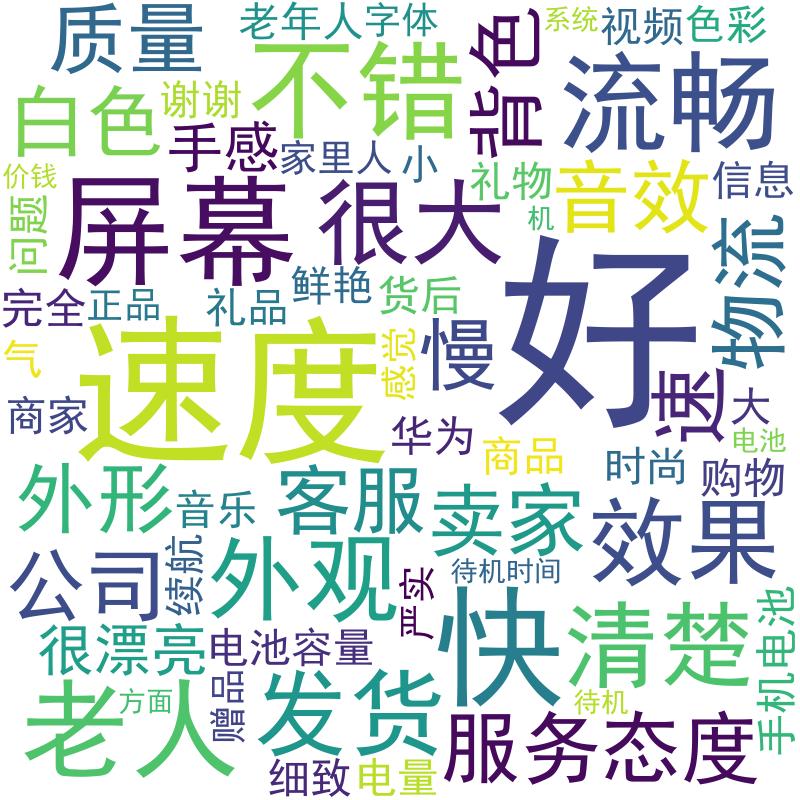 质量
老年人字体
系统
视频
色彩
不错
背色
流畅
白色
谢谢
手感
家里人
小
礼物
音效
信息
价钱
屏幕
很大
机
问题
物流
好
鲜艳
货后
完全
正品
礼品
速度
慢
感觉
气
速
大
商家
华为
商品
电池
时尚
购物
外形
音乐
客服
卖家
效果
公司
续航
外观
待机时间
严实
快
清楚
手机电池
很漂亮
电池容量
老人
方面
赠品
发货
待机
服务态度
细致
电量